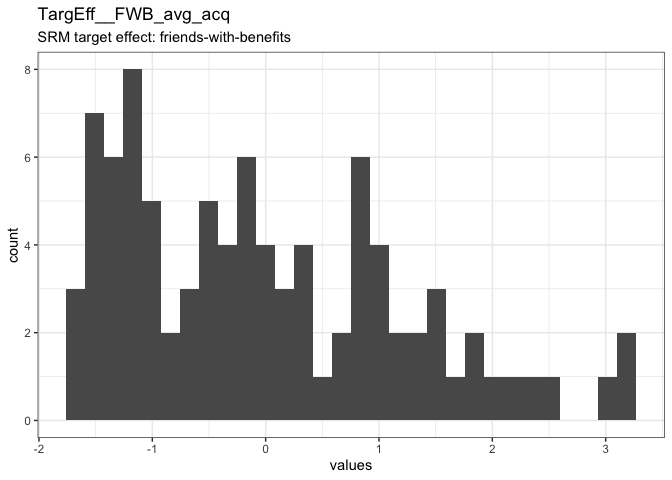 TargEff__FWB_avg_acq
SRM target effect: friends-with-benefits
8
6
4
2
0
count
-2 -1 0 1 2 3
values